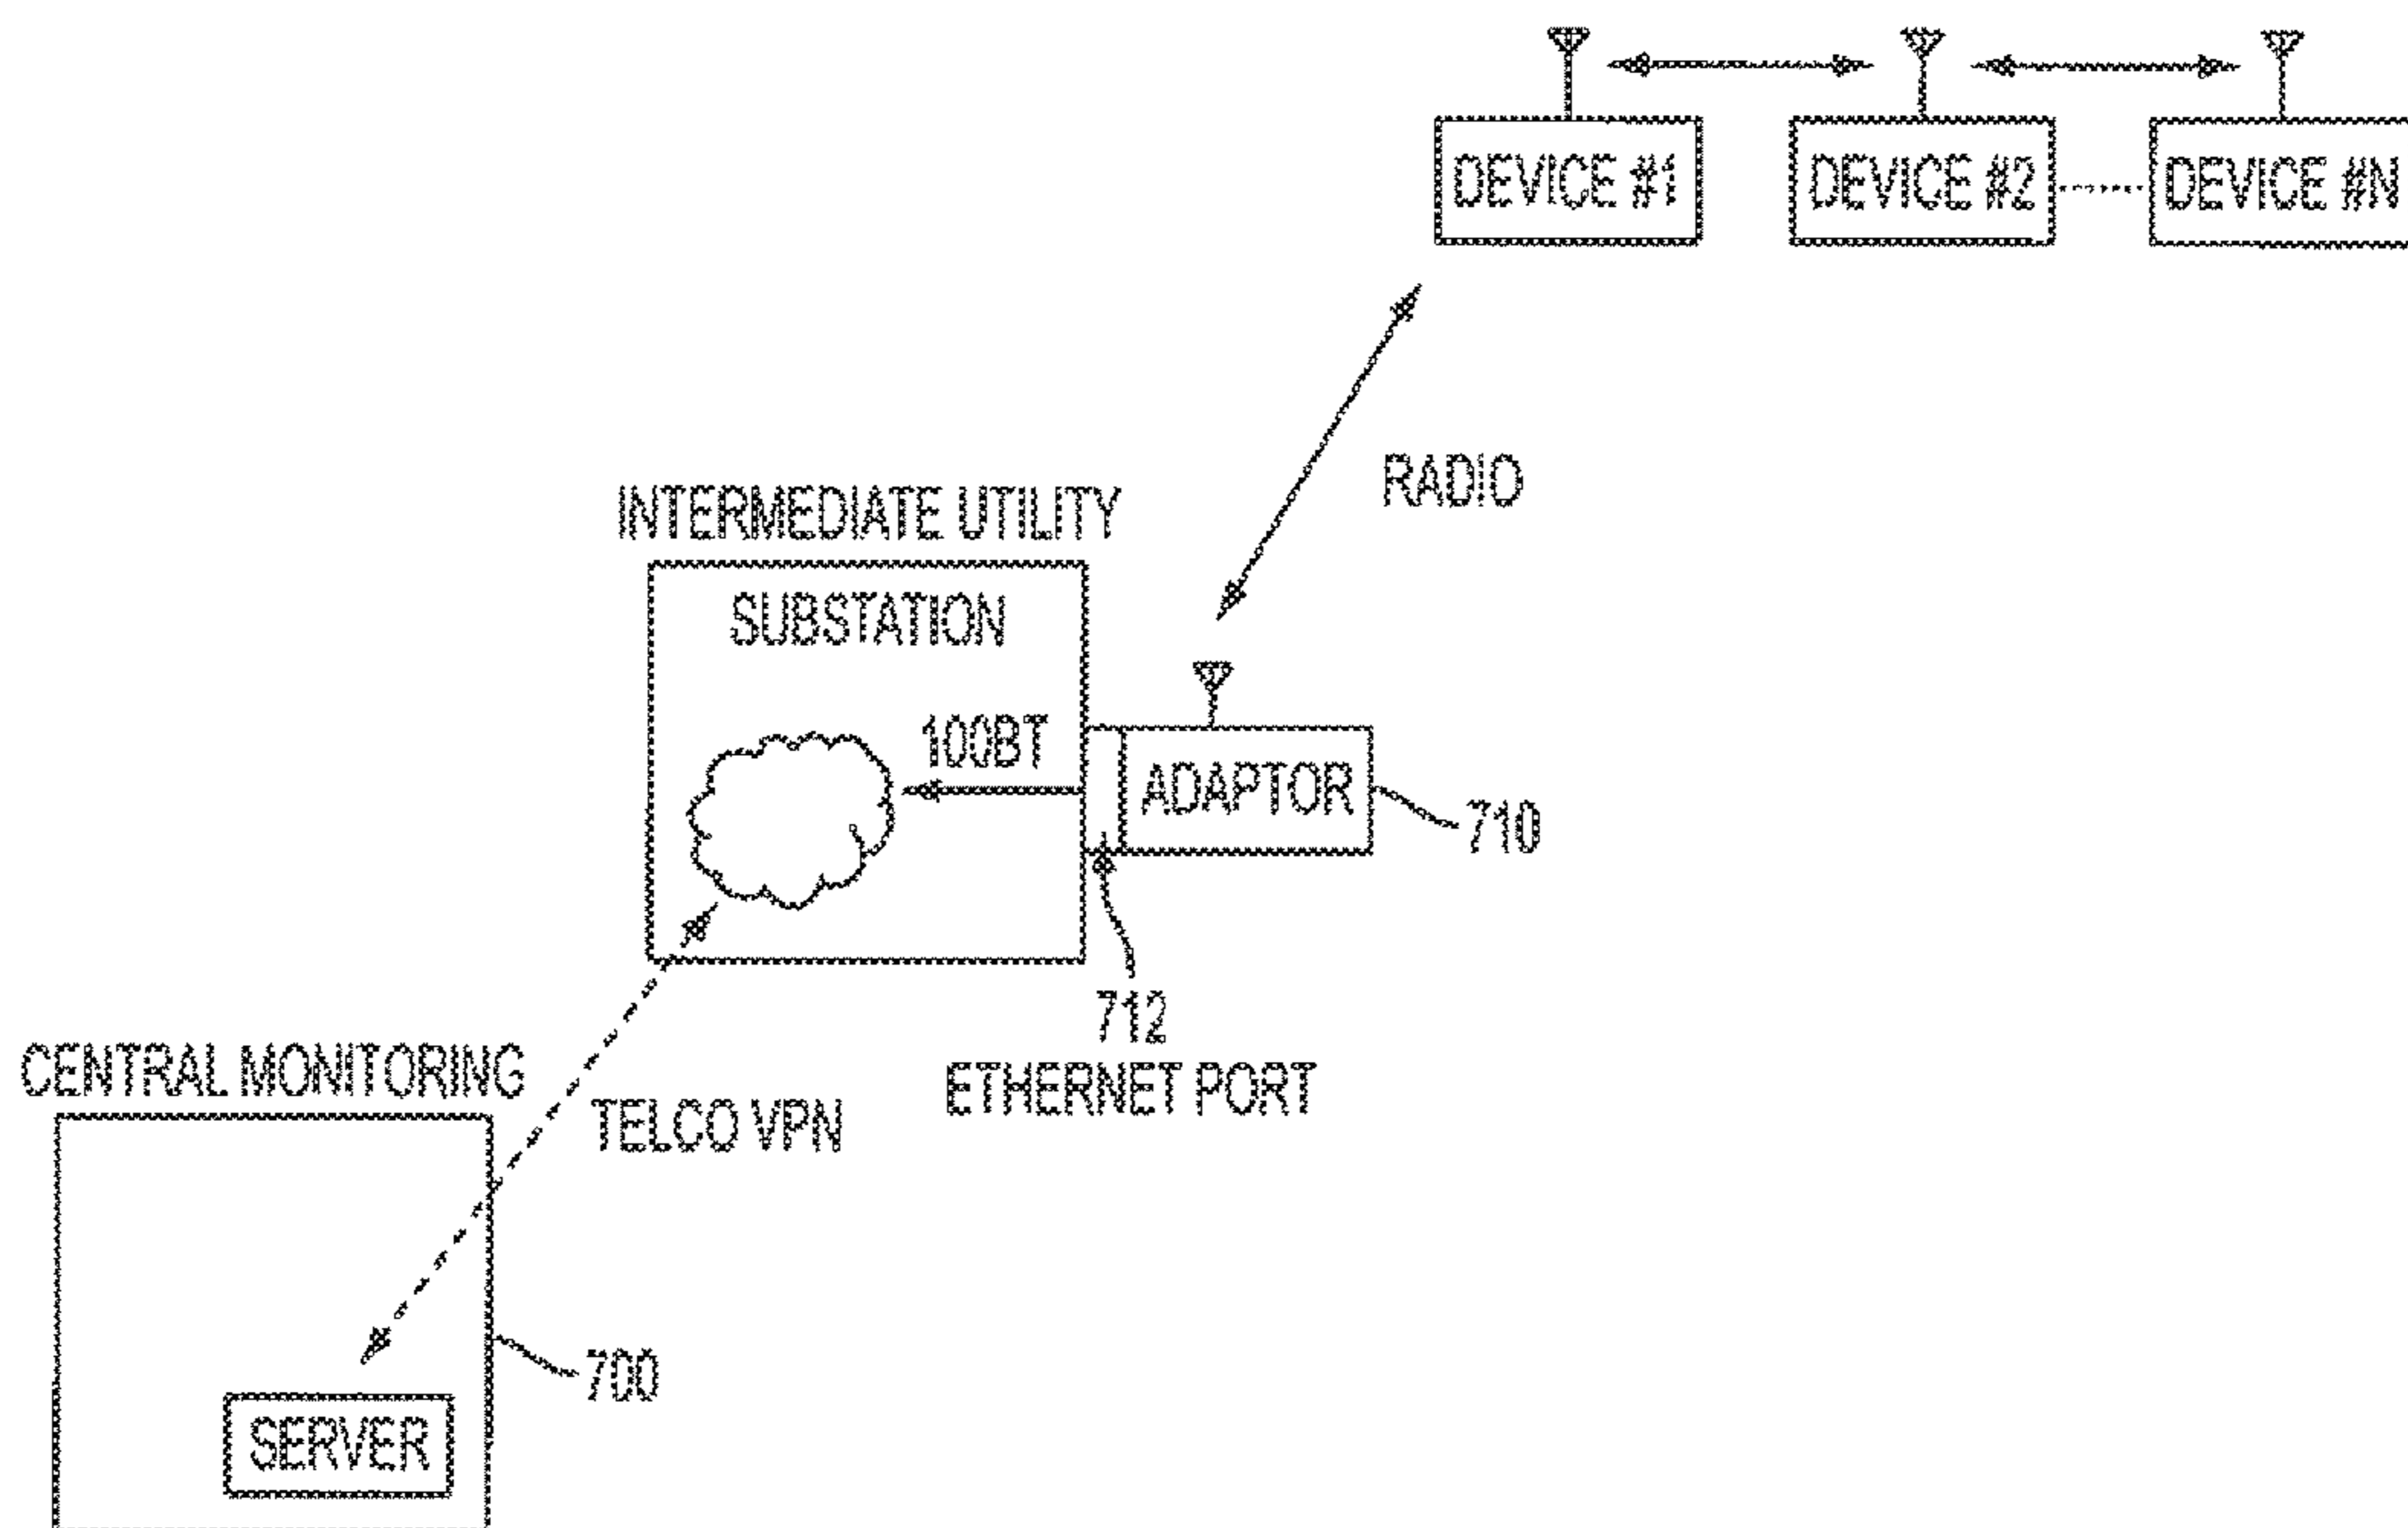 DEVICE #1
DEVICE #2
DEVICE #N
RADIO
INTERMEDIATE UTILITY
SUBSTATION
100BT
ADAPTOR
710
712
ETHERNET PORT
CENTRAL MONITORING
TELCO VPN
700
SERVER